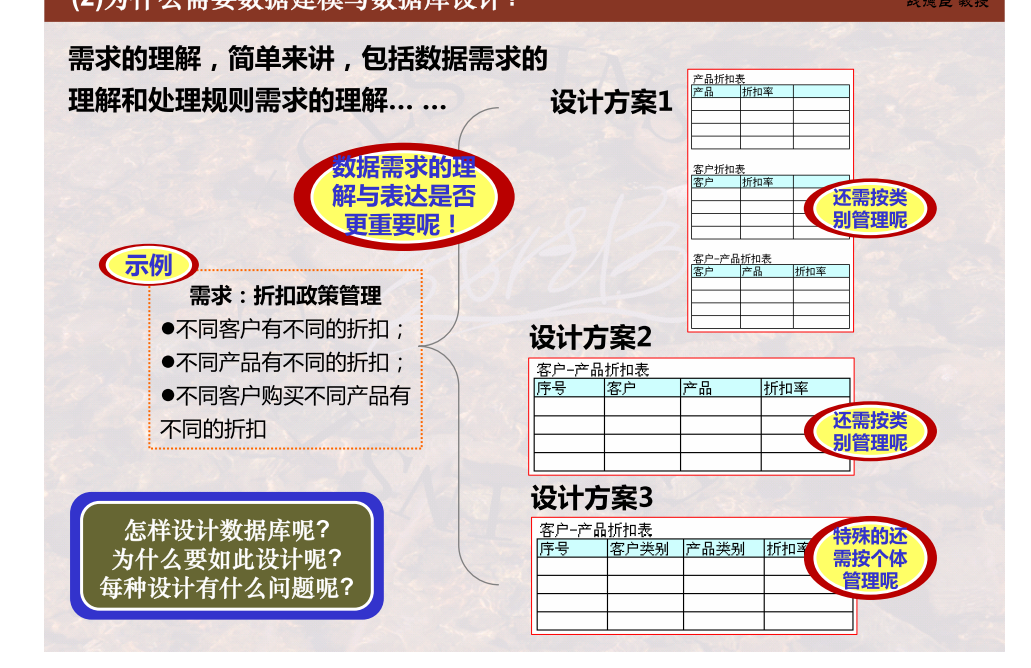 (2)为什么需要数据建模与数据库设计?
战德臣 教授
需求的理解，简单来讲，包括数据需求的
理解和处理规则需求的理解… …
数据需求的理
解与表达是否
更重要呢！
示例
需求：折扣政策管理
●不同客户有不同的折扣；
●不同产品有不同的折扣；
●不同客户购买不同产品有
不同的折扣
怎样设计数据库呢?
为什么要如此设计呢?
每种设计有什么问题呢?
设计方案1
产品折扣表
产品 折扣率
客户折扣表
客户 折扣率
还需按类
别管理呢
客户-产品折扣表
客户 产品 折扣率
设计方案2
客户-产品折扣表
序号 客户 产品 折扣率
还需按类
别管理呢
设计方案3
客户-产品折扣表
序号 客户类别 产品类别 折扣率
特殊的还
需按个体
管理呢